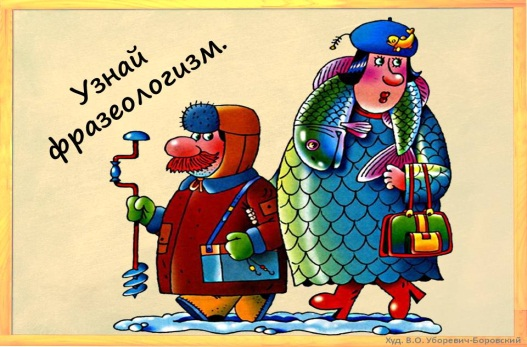 Узнай
фразеологизм.
Худ. В.О. Уборевич-Боровский